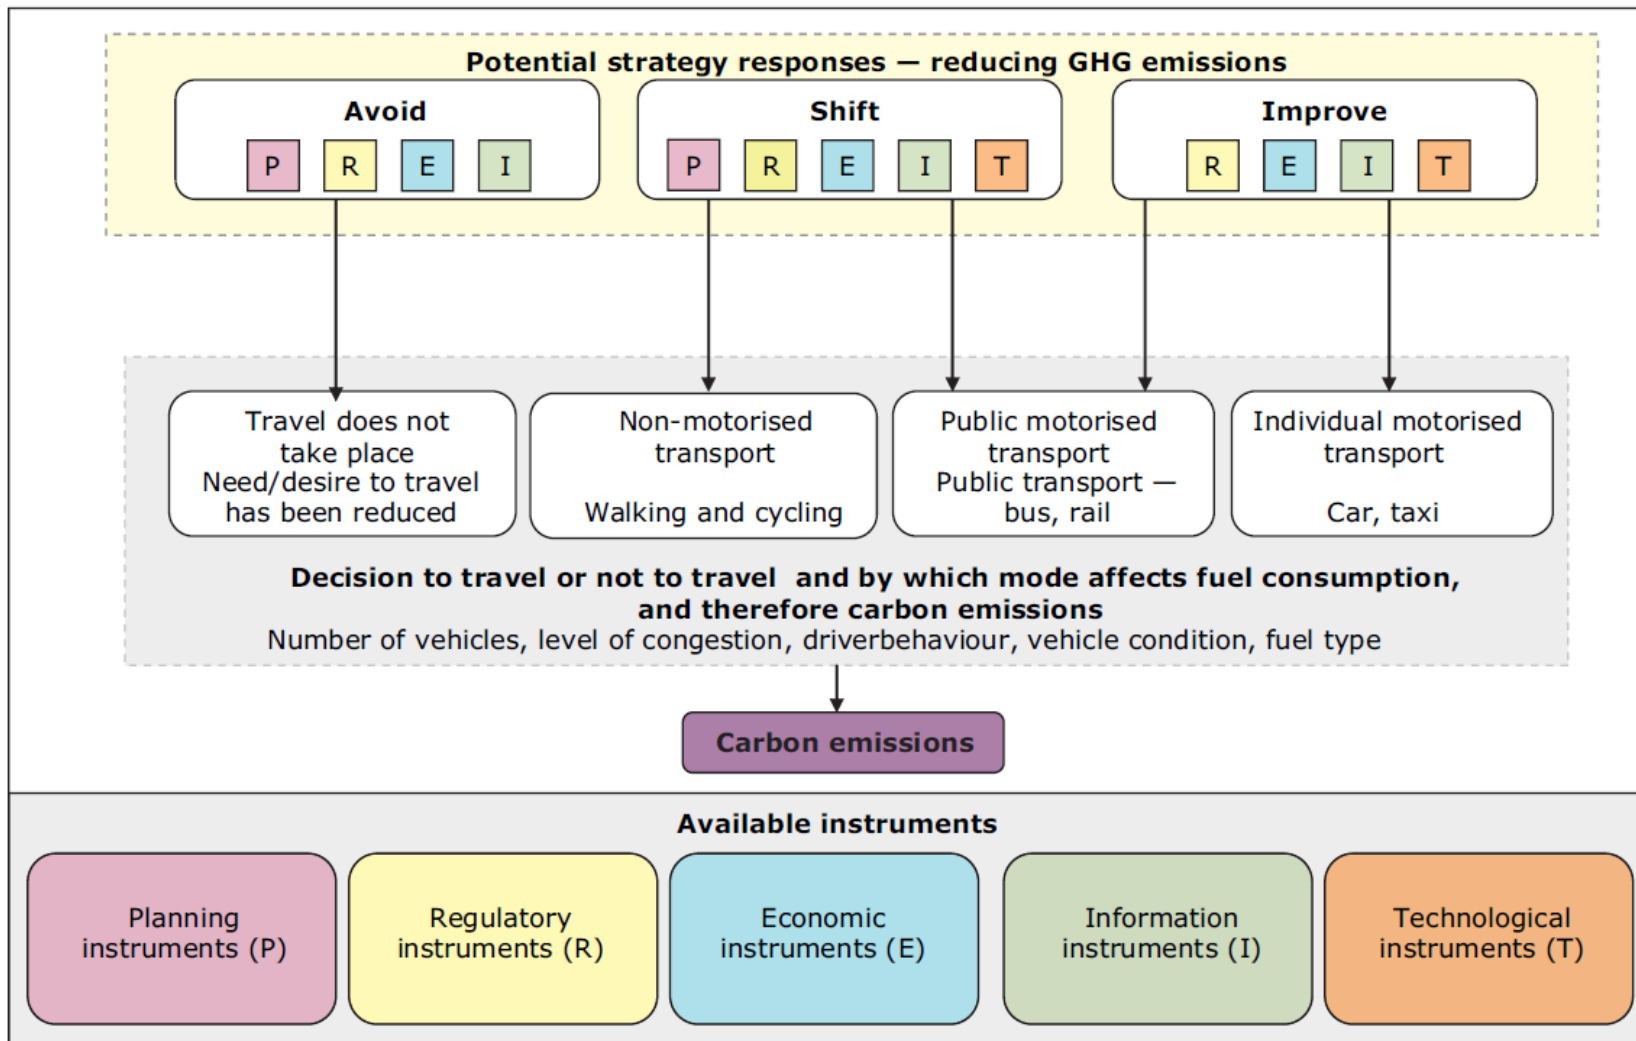 Potential strategy responses — reducing GHG emissions
Avoid
P R E I
Shift
P R E I T
Improve
R E I T
Travel does not
take place
Need/desire to travel
has been reduced
Non-motorised
transport
Walking and cycling
Public motorised
transport
Public transport —
bus, rail
Individual motorised
transport
Car, taxi
Decision to travel or not to travel and by which mode affects fuel consumption,
and therefore carbon emissions
Number of vehicles, level of congestion, driverbehaviour, vehicle condition, fuel type
Carbon emissions
Available instruments
Planning
instruments (P)
Regulatory
instruments (R)
Economic
instruments (E)
Information
instruments (I)
Technological
instruments (T)